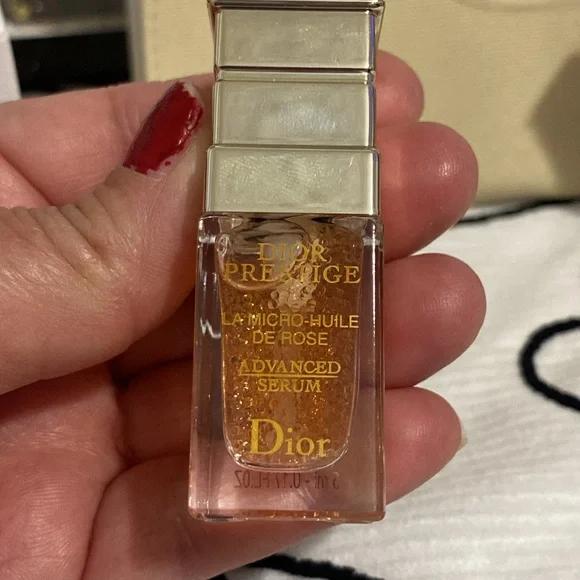 DIOR
PRESTIGE
LA MICRO-HUILE
DE ROSE
ADVANCED
SERUM
Dior
5 ml - 0.17 FL.OZ